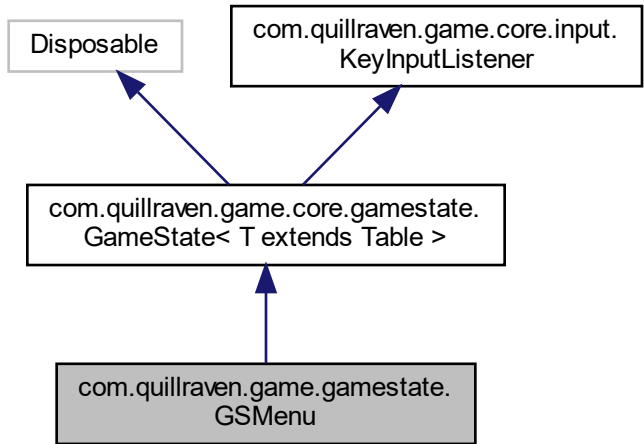 Disposable
com.quillraven.game.core.input.
KeyInputListener
com.quillraven.game.core.gamestate.
GameState< T extends Table >
com.quillraven.game.gamestate.
GSMenu